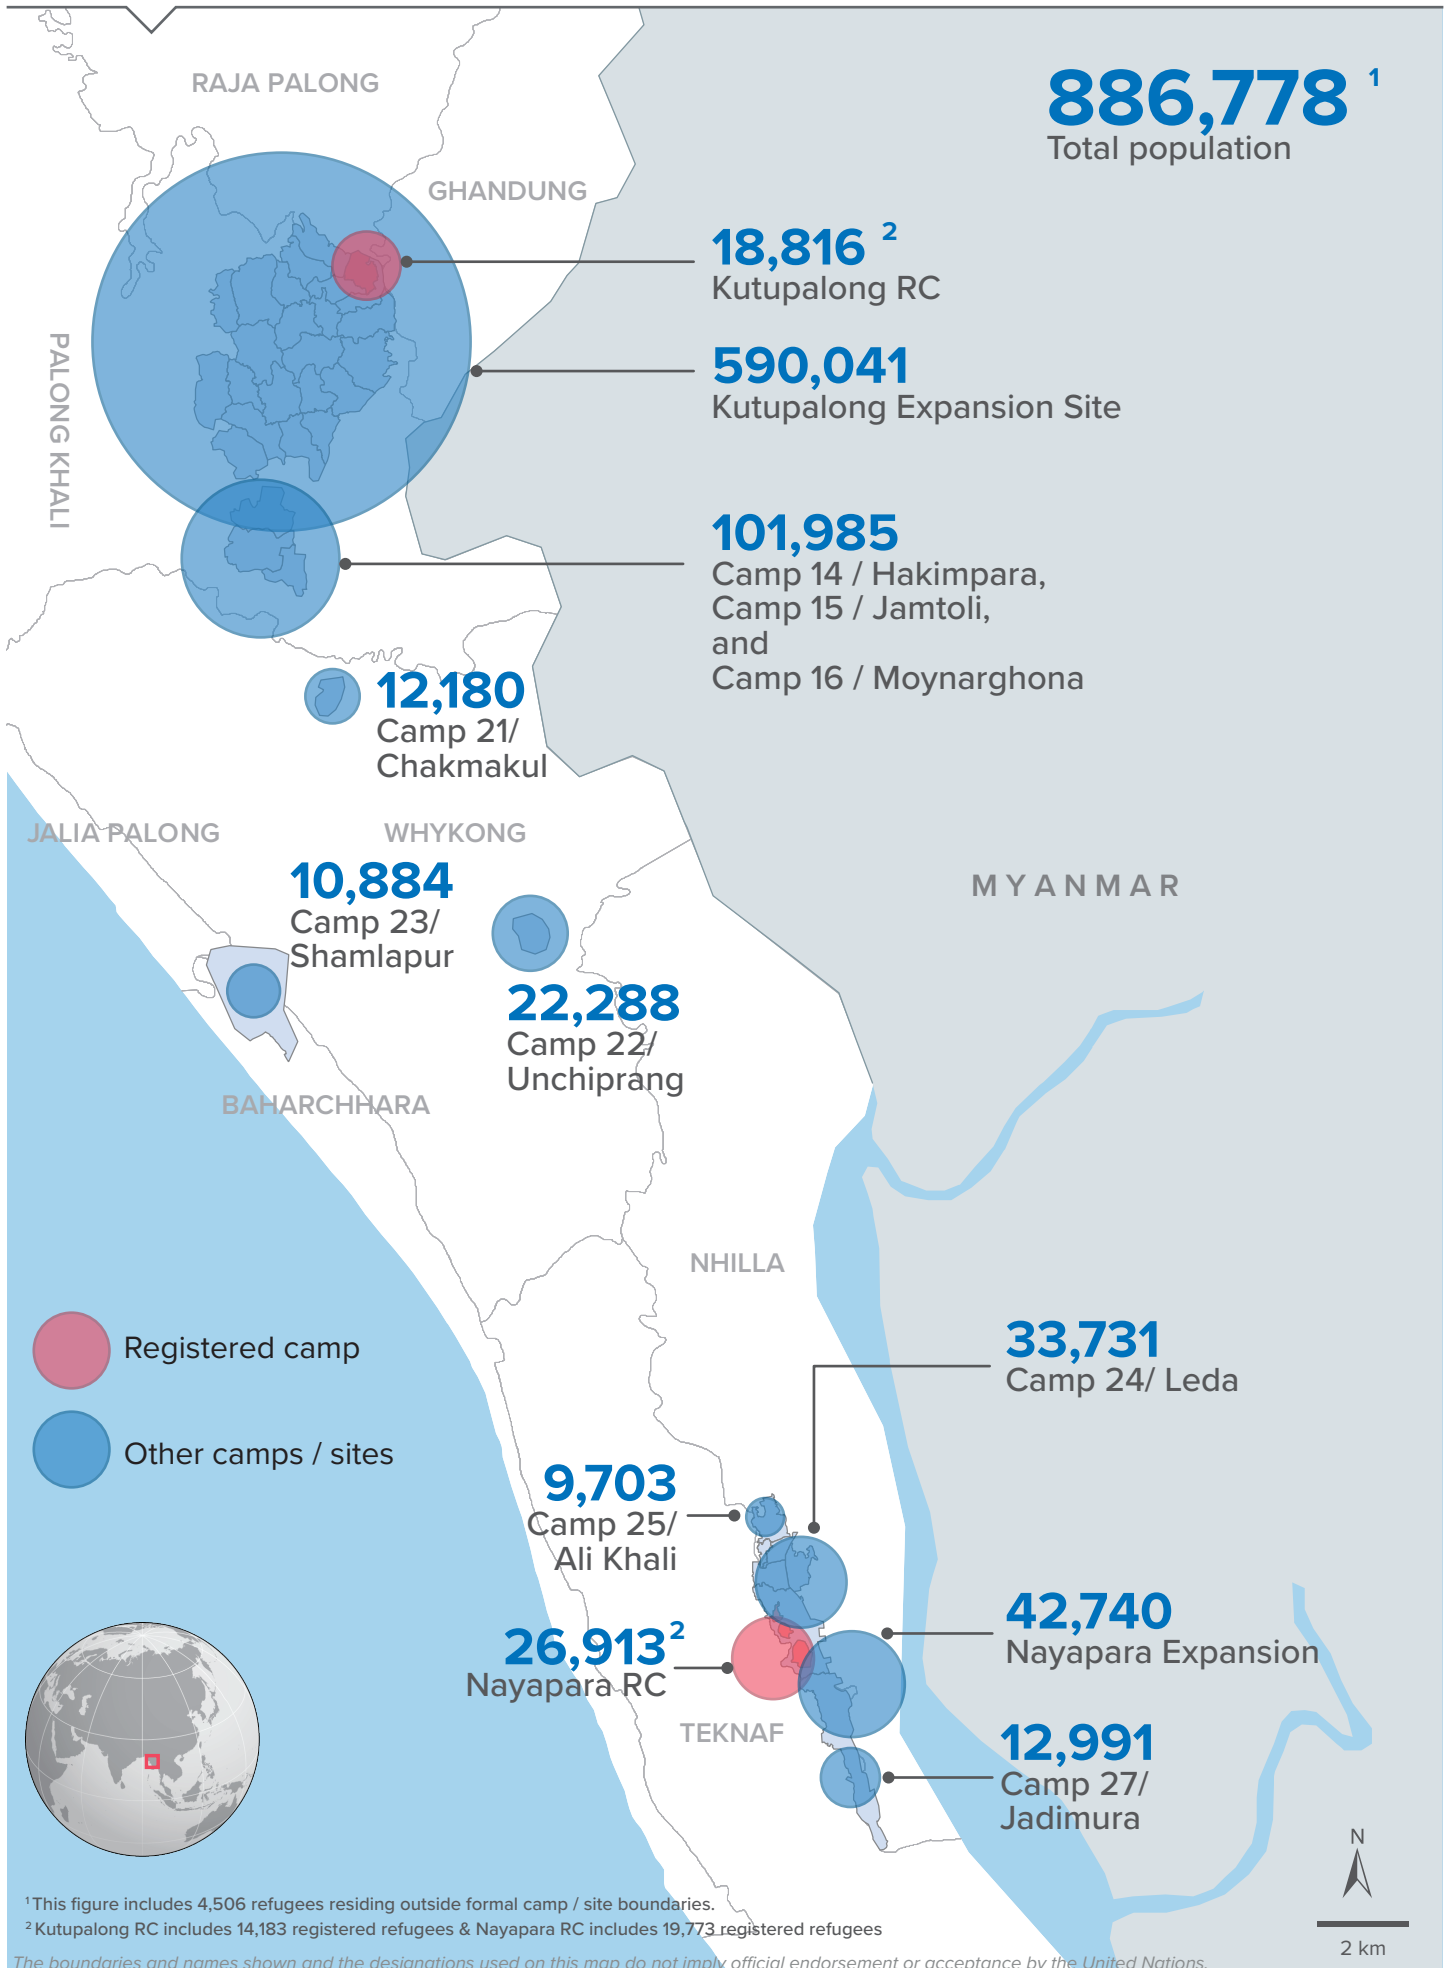 RAJA PALONG
886,778 ¹
Total population
GHANDUNG
18,816 ²
Kutupalong RC
590,041
Kutupalong Expansion Site
PALONG KHALI
101,985
Camp 14 / Hakimpara,
Camp 15 / Jamtoli,
and
Camp 16 / Moynarghona
12,180
Camp 21/
Chakmakul
JALIA PALONG
WHYKONG
10,884
Camp 23/
Shamlapur
MYANMAR
22,288
Camp 22/
Unchiprang
BAHARCHHARA
NHILLA
Registered camp
Other camps / sites
33,731
Camp 24/ Leda
9,703
Camp 25/
Ali Khali
42,740
Nayapara Expansion
26,913²
Nayapara RC
TEKNAF
12,991
Camp 27/
Jadimura
N
2 km
¹ This figure includes 4,506 refugees residing outside formal camp / site boundaries.
² Kutupalong RC includes 14,183 registered refugees & Nayapara RC includes 19,773 registered refugees
The boundaries and names shown and the designations used on this map do not imply official endorsement or acceptance by the United Nations.